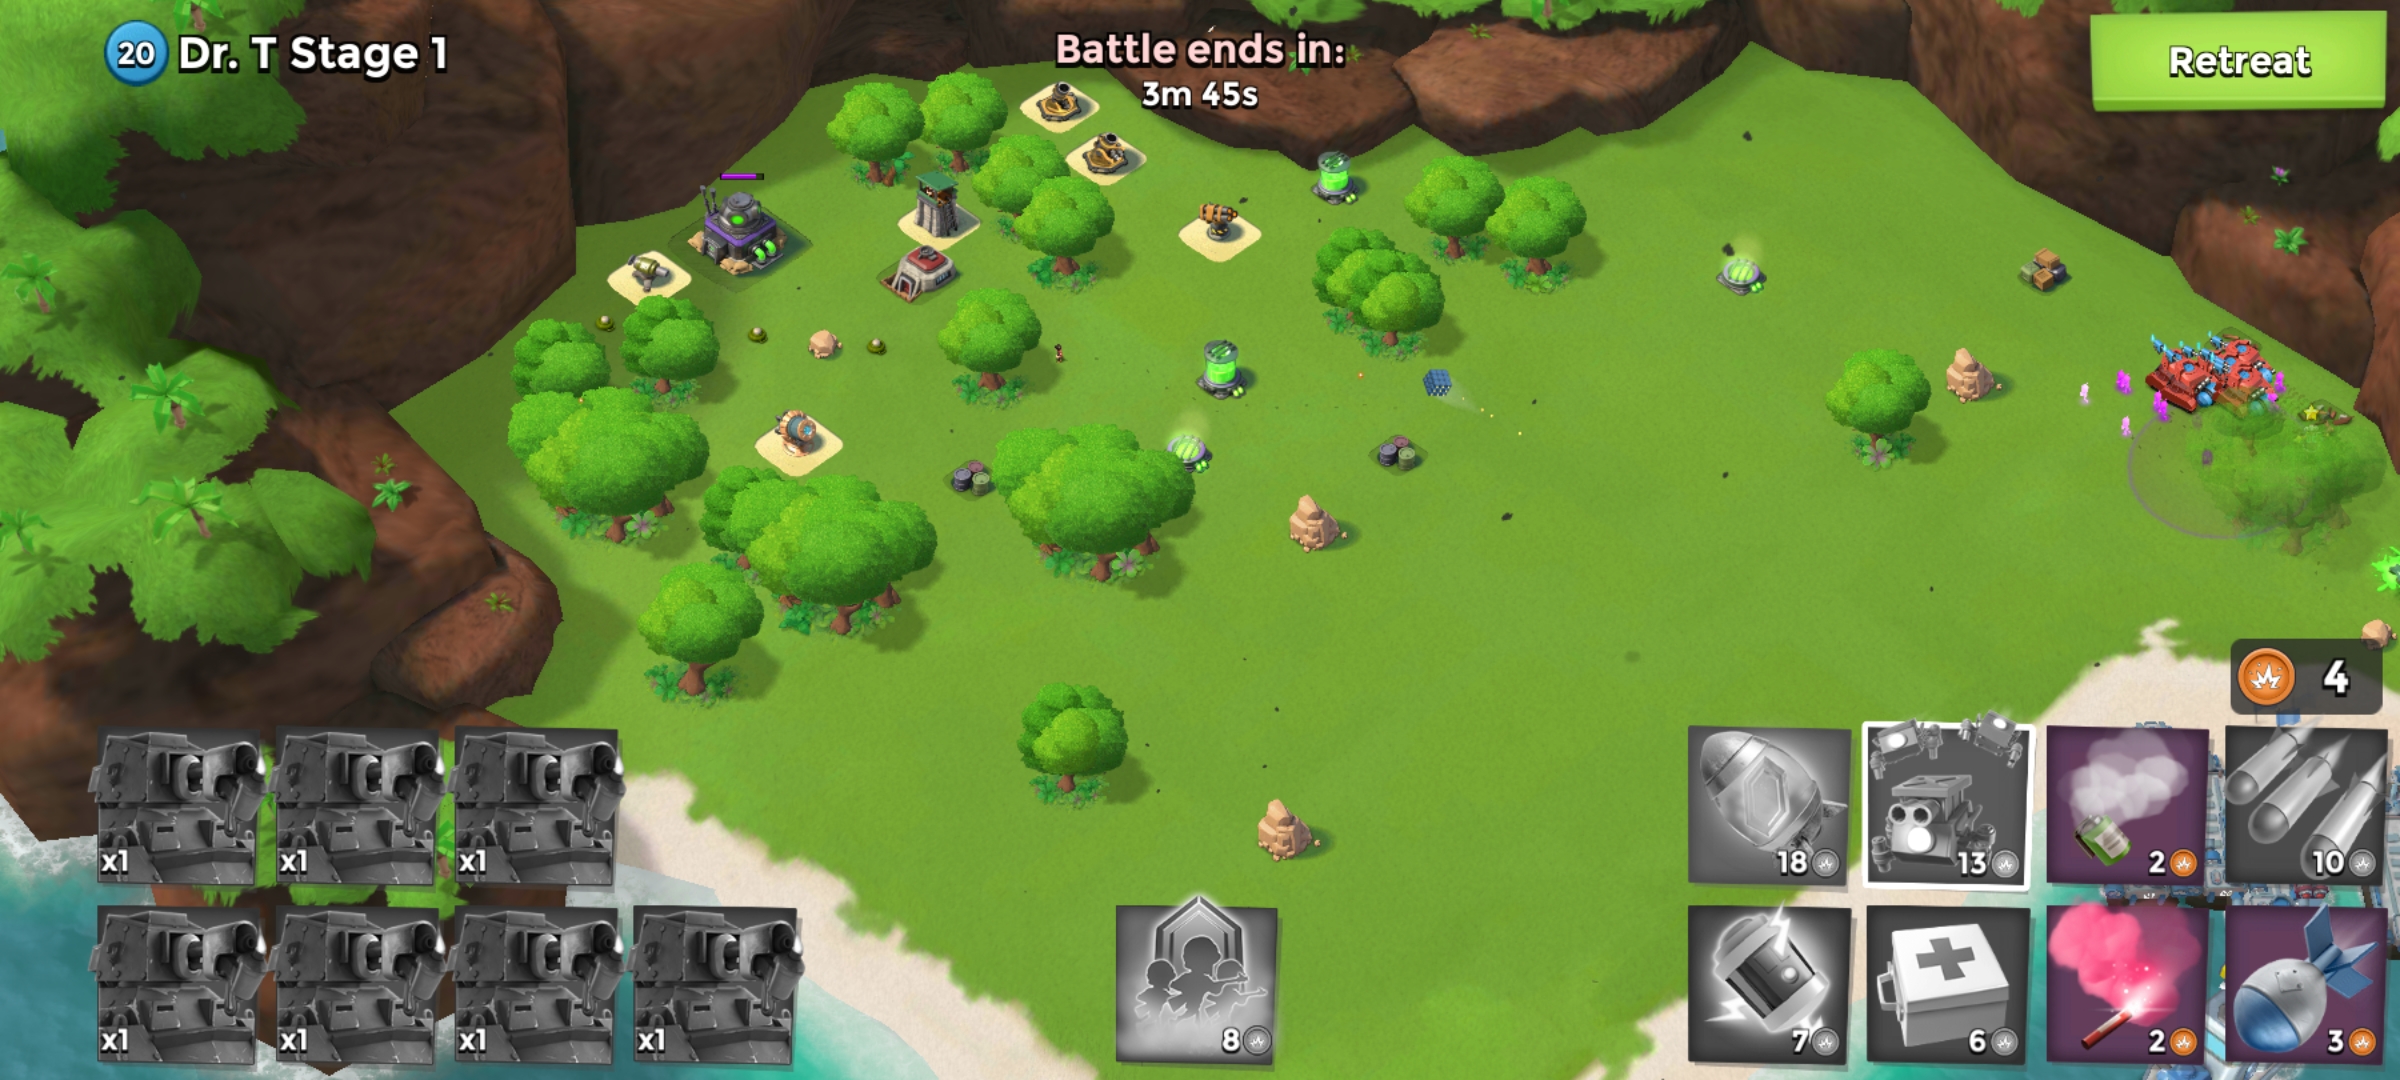 20 Dr. T Stage 1
Battle ends in:
3m 45s
Retreat
4
x1 x1 x1
18 13 2 10
x1 x1 x1 x1
8
7 6 2 3